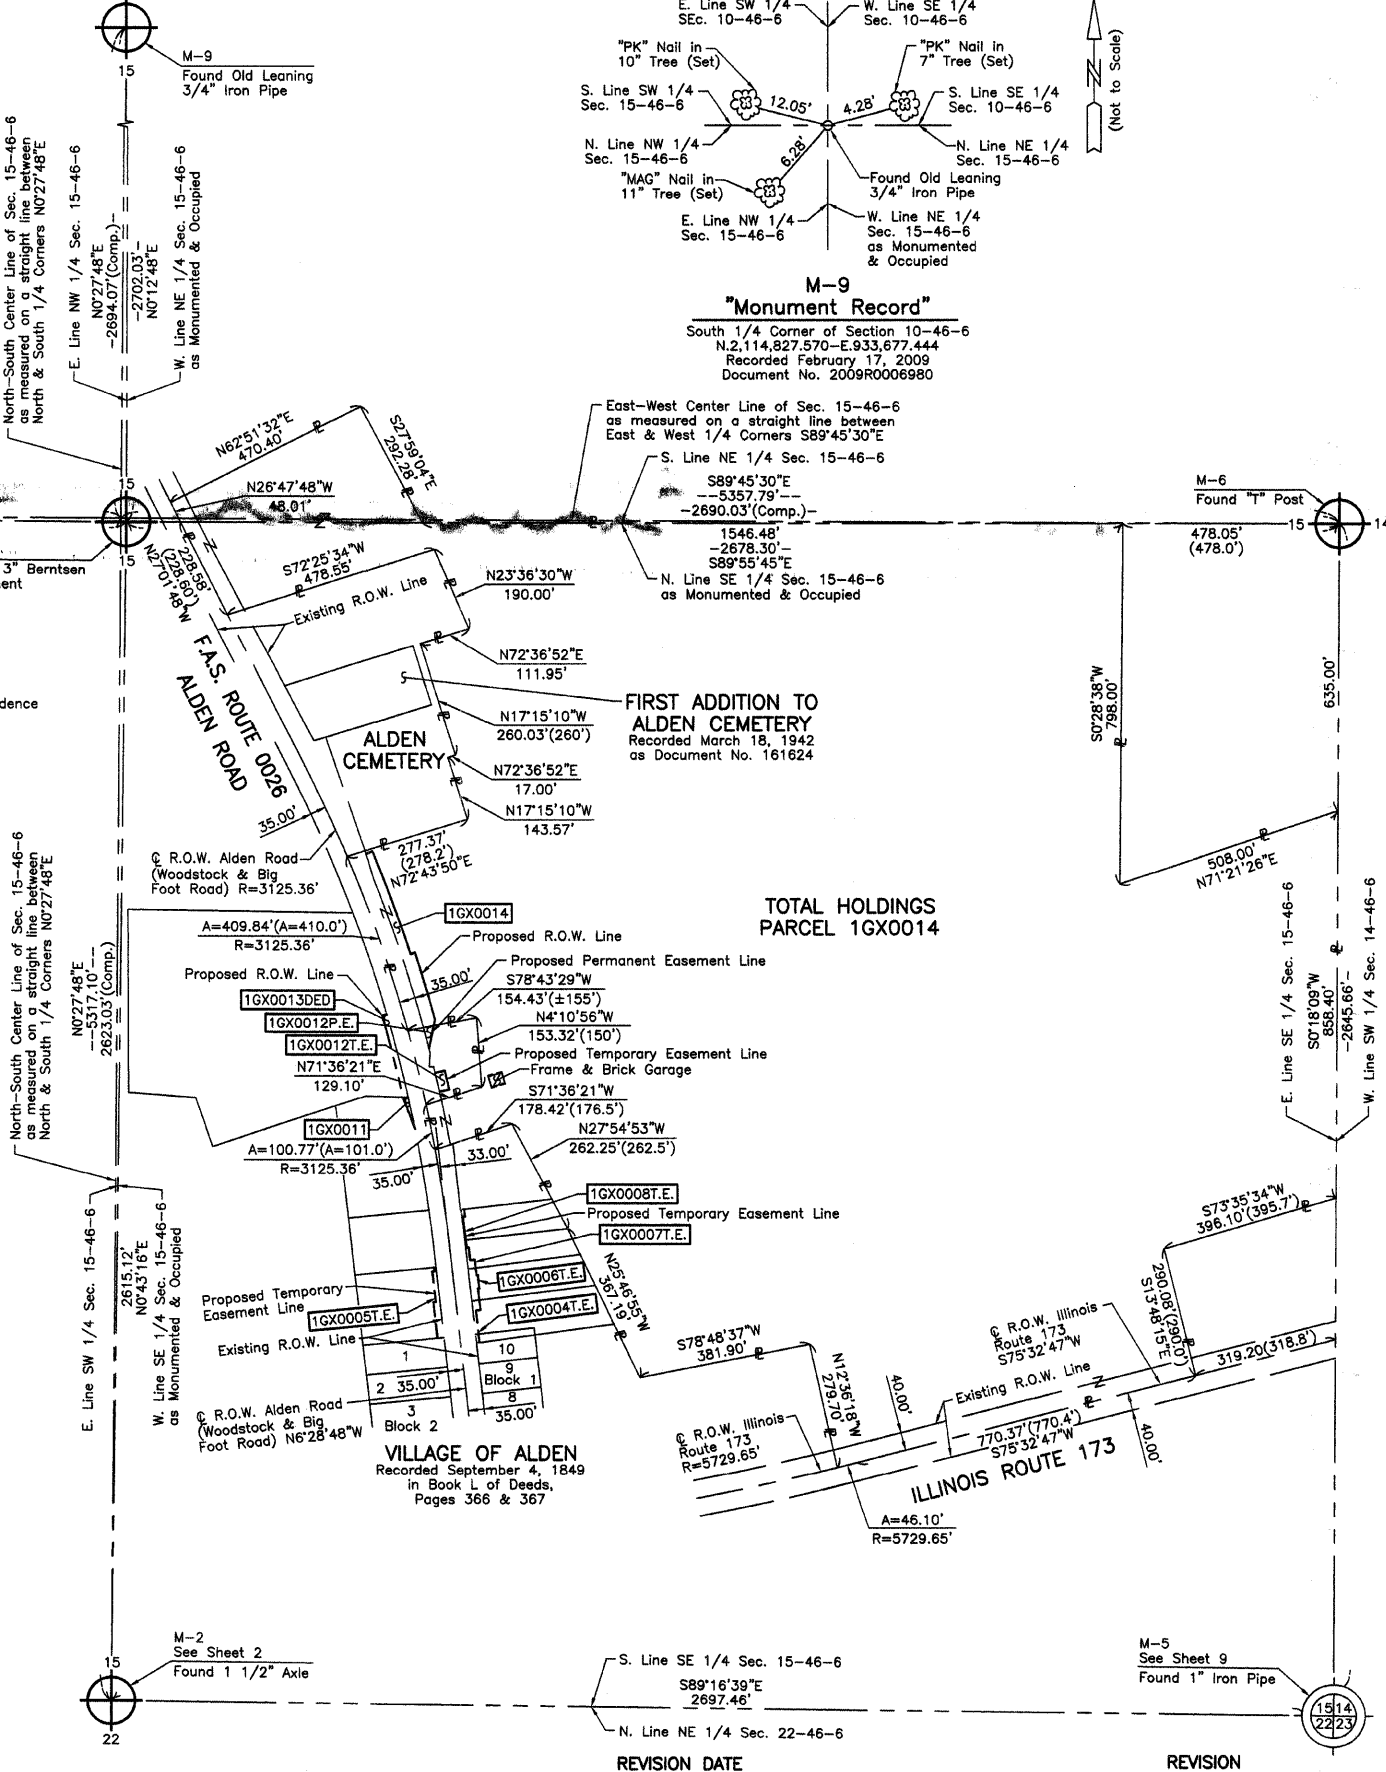 E. Line SW 1/4
SEc. 10-46-6
W. Line SE 1/4
Sec. 10-46-6
"PK" Nail in
10" Tree (Set)
"PK" Nail in
7" Tree (Set)
S. Line SW 1/4
Sec. 15-46-6
12.05'
4.28'
S. Line SE 1/4
Sec. 10-46-6
N. Line NW 1/4
Sec. 15-46-6
6.28'
N. Line NE 1/4
Sec. 15-46-6
"MAG" Nail in
11" Tree (Set)
Found Old Leaning
3/4" Iron Pipe
E. Line NW 1/4
Sec. 15-46-6
W. Line NE 1/4
Sec. 15-46-6
as Monumented
& Occupied
N
(Not to Scale)
M-9
"Monument Record"
South 1/4 Corner of Section 10-46-6
N.2,114,827.570-E.933,677.444
Recorded February 17, 2009
Document No. 2009R0006980
15
M-9
Found Old Leaning
3/4" Iron Pipe
North-South Center Line of Sec. 15-46-6
as measured on a straight line between
North & South 1/4 Corners N0°27'48"E
E. Line NW 1/4 Sec. 15-46-6
N0°27'48"E
-2694.07'(Comp.)-
-2702.03'-
N0°12'48"E
W. Line NE 1/4 Sec. 15-46-6
as Monumented & Occupied
East-West Center Line of Sec. 15-46-6
as measured on a straight line between
East & West 1/4 Corners S89°45'30"E
S. Line NE 1/4 Sec. 15-46-6
S89°45'30"E
--5357.79'--
-2690.03'(Comp.)-
1546.48'
-2678.30'-
S89°55'45"E
N. Line SE 1/4 Sec. 15-46-6
as Monumented & Occupied
N62°51'32"E
470.40'
S27°59'04"E
292.28'
N26°47'48"W
48.01'
15
15
3" Berntsen
ent
dence
228.58'
(228.60')
N27°01'48"W
S72°25'34"W
478.55'
Existing R.O.W. Line
N23°36'30"W
190.00'
N72°36'52"E
111.95'
N17°15'10"W
260.03'(260')
N72°36'52"E
17.00'
N17°15'10"W
143.57'
FIRST ADDITION TO
ALDEN CEMETERY
Recorded March 18, 1942
as Document No. 161624
ALDEN
CEMETERY
F.A.S. ROUTE 0026
ALDEN ROAD
35.00'
M-6
Found "T" Post
15
14
478.05'
(478.0')
S0°28'38"W
798.00'
635.00'
508.00'
N71°21'26"E
℄ R.O.W. Alden Road
(Woodstock & Big
Foot Road) R=3125.36'
277.37'
(278.2')
N72°43'50"E
TOTAL HOLDINGS
PARCEL 1GX0014
A=409.84'(A=410.0')
R=3125.36'
1GX0014
Proposed R.O.W. Line
Proposed R.O.W. Line
35.00'
Proposed Permanent Easement Line
1GX0013DED
S78°43'29"W
154.43'(±155')
1GX0012P.E.
N4°10'56"W
153.32'(150')
1GX0012T.E.
Proposed Temporary Easement Line
N71°36'21"E
129.10'
Frame & Brick Garage
S71°36'21"W
178.42'(176.5')
1GX0011
N27°54'53"W
262.25'(262.5')
A=100.77'(A=101.0')
R=3125.36'
33.00'
35.00'
North-South Center Line of Sec. 15-46-6
as measured on a straight line between
North & South 1/4 Corners N0°27'48"E
N0°27'48"E
---5317.10'---
2623.03'(Comp.)
E. Line SE 1/4 Sec. 15-46-6
S0°18'09"W
858.40'
-2645.66'-
W. Line SW 1/4 Sec. 14-46-6
1GX0008T.E.
Proposed Temporary Easement Line
1GX0007T.E.
1GX0006T.E.
1GX0004T.E.
Proposed Temporary
Easement Line
1GX0005T.E.
Existing R.O.W. Line
N25°46'55"W
367.19'
S73°35'34"W
396.10'(395.7')
290.08'(290.0')
S13°48'15"E
E. Line SW 1/4 Sec. 15-46-6
2615.12'
N0°43'16"E
W. Line SE 1/4 Sec. 15-46-6
as Monumented & Occupied
1
2
3
Block 2
35.00'
10
9
Block 1
8
35.00'
℄ R.O.W. Alden Road
(Woodstock & Big
Foot Road) N6°28'48"W
VILLAGE OF ALDEN
Recorded September 4, 1849
in Book L of Deeds,
Pages 366 & 367
S78°48'37"W
381.90'
N12°36'18"W
279.70'
40.00'
℄ R.O.W. Illinois
Route 173
S75°32'47"W
319.20(318.8')
Existing R.O.W. Line
℄ R.O.W. Illinois
Route 173
R=5729.65'
770.37'(770.4')
S75°32'47"W
40.00'
ILLINOIS ROUTE 173
A=46.10'
R=5729.65'
M-2
See Sheet 2
Found 1 1/2" Axle
15
22
S. Line SE 1/4 Sec. 15-46-6
S89°16'39"E
2697.46'
N. Line NE 1/4 Sec. 22-46-6
M-5
See Sheet 9
Found 1" Iron Pipe
15 14
22 23
REVISION DATE
REVISION